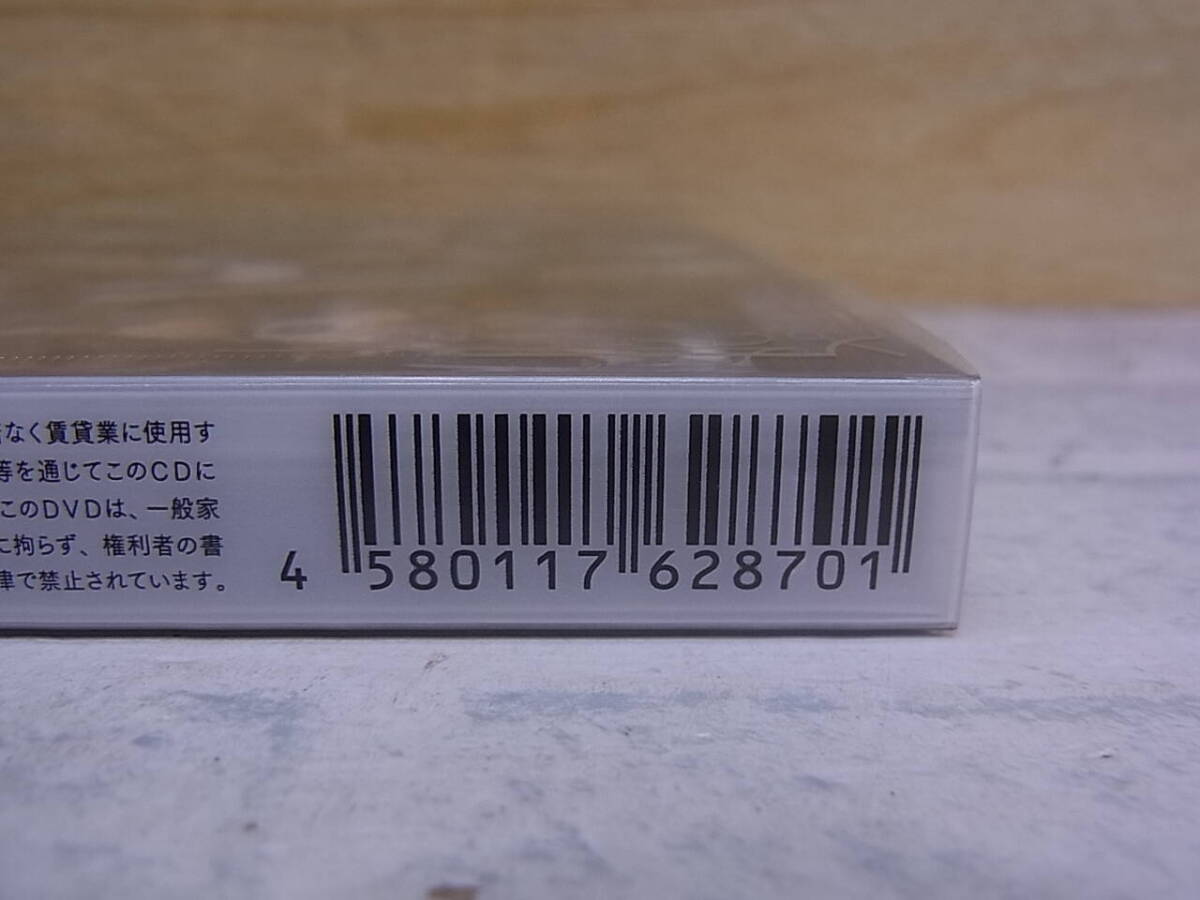 なく賃貸業に使用す
等を通じてこのCDに
このDVDは、一般家
に拘らず、権利者の書
律で禁止されています。
4 580117 628701